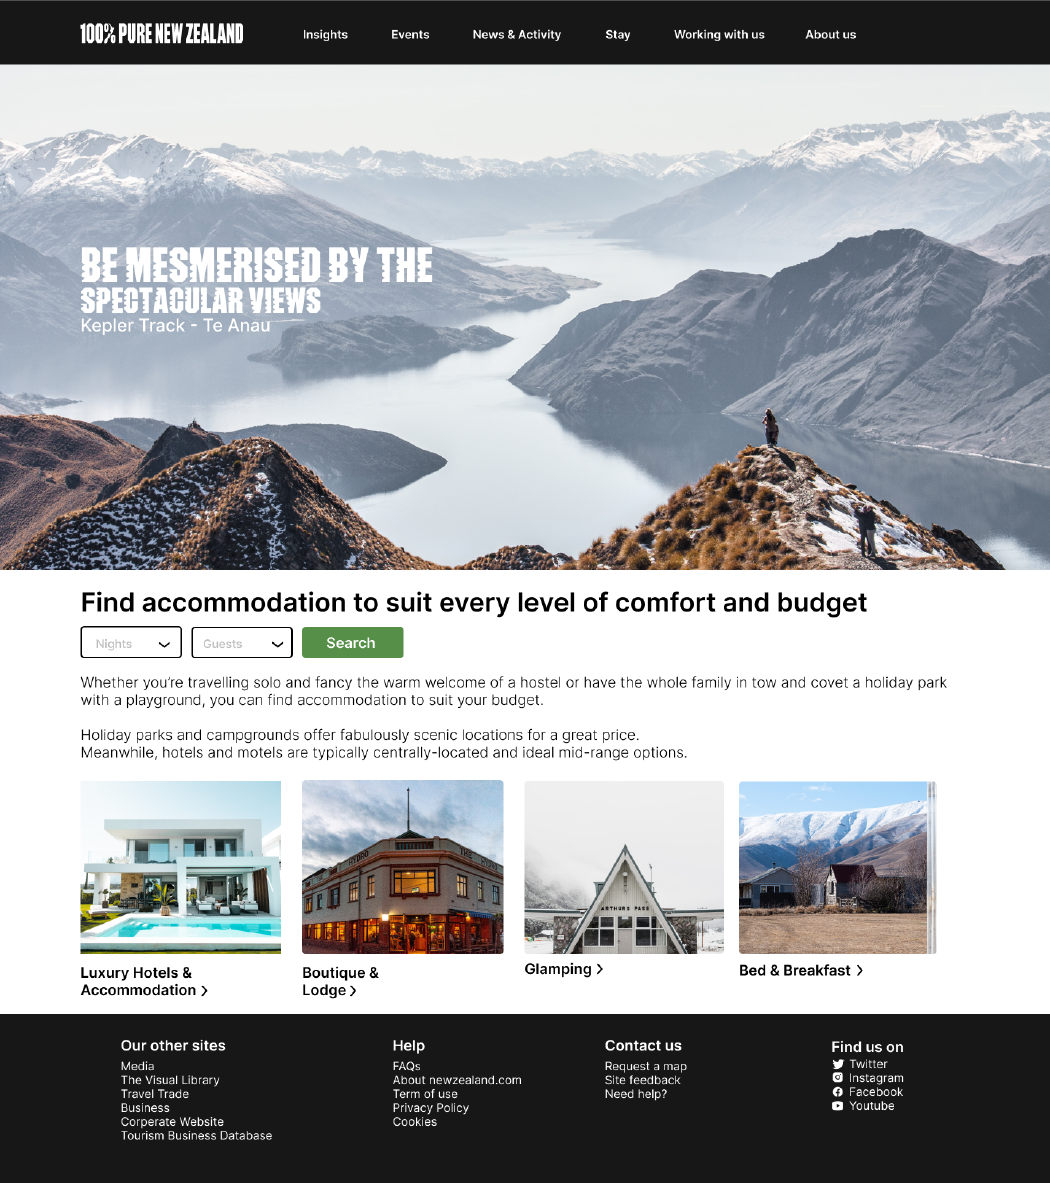 100% PURE NEW ZEALAND
Insights
Events
News & Activity
Stay
Working with us
About us
BE MESMERISED BY THE
SPECTACULAR VIEWS
Kepler Track - Te Anau
Find accommodation to suit every level of comfort and budget
Nights
Guests
Search
Whether you're travelling solo and fancy the warm welcome of a hostel or have the whole family in tow and covet a holiday park
with a playground, you can find accommodation to suit your budget.
Holiday parks and campgrounds offer fabulously scenic locations for a great price.
Meanwhile, hotels and motels are typically centrally-located and ideal mid-range options.
HYDRO
THE HYDRO
ARTHURS PASS
Luxury Hotels &
Accommodation >
Boutique &
Lodge >
Glamping >
Bed & Breakfast >
Our other sites
Media
The Visual Library
Travel Trade
Business
Corperate Website
Tourism Business Database
Help
FAQs
About newzealand.com
Term of use
Privacy Policy
Cookies
Contact us
Request a map
Site feedback
Need help?
Find us on
Twitter
Instagram
Facebook
Youtube